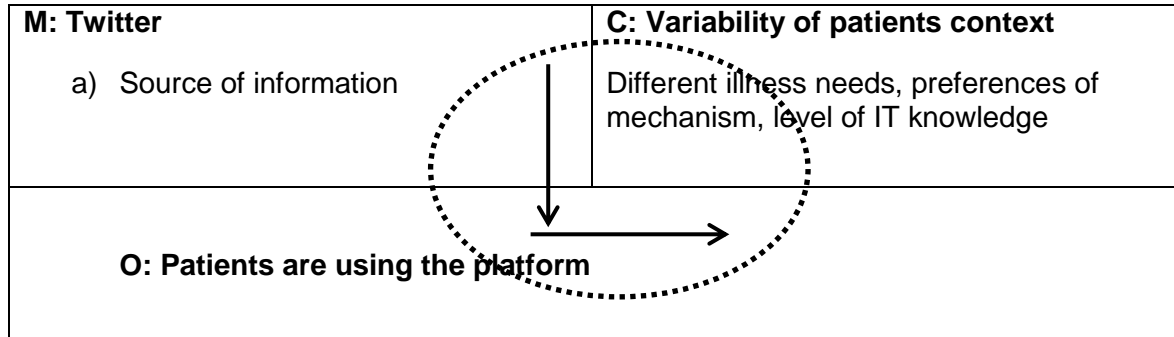 M: Twitter
a) Source of information
C: Variability of patients context
Different illness needs, preferences of
mechanism, level of IT knowledge
O: Patients are using the platform